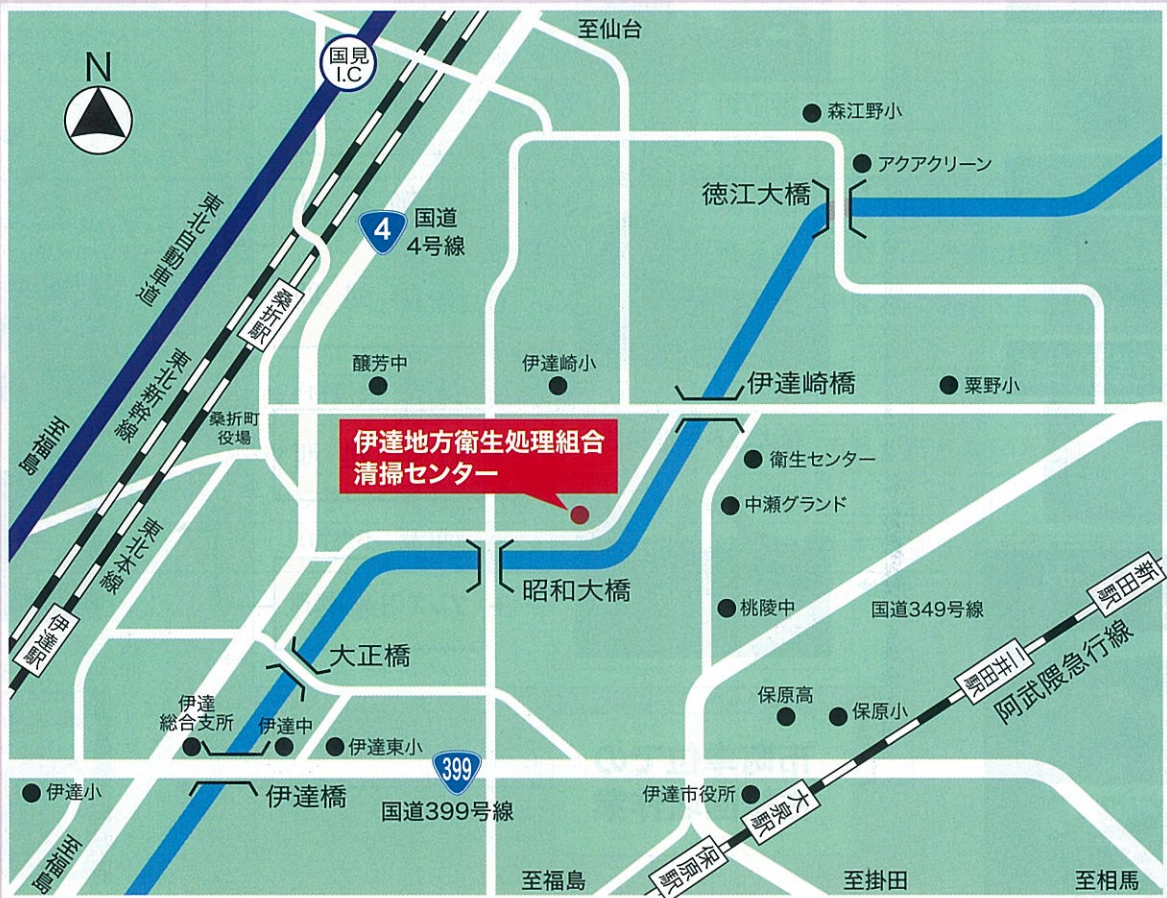 至仙台
国見
I.C
N
森江野小
アクアクリーン
徳江大橋
4
国道
4号線
東北自動車道
桑折駅
醸芳中
伊達崎小
伊達崎橋
粟野小
東北新幹線
桑折町
役場
至福島
伊達地方衛生処理組合
清掃センター
衛生センター
中瀬グランド
東北本線
昭和大橋
新田駅
桃陵中
国道349号線
伊達駅
二井田駅
大正橋
阿武隈急行線
保原高
保原小
伊達
総合支所
伊達中
伊達東小
399
伊達小
伊達橋
国道399号線
伊達市役所
大泉駅
至福島
保原駅
至福島
至掛田
至相馬